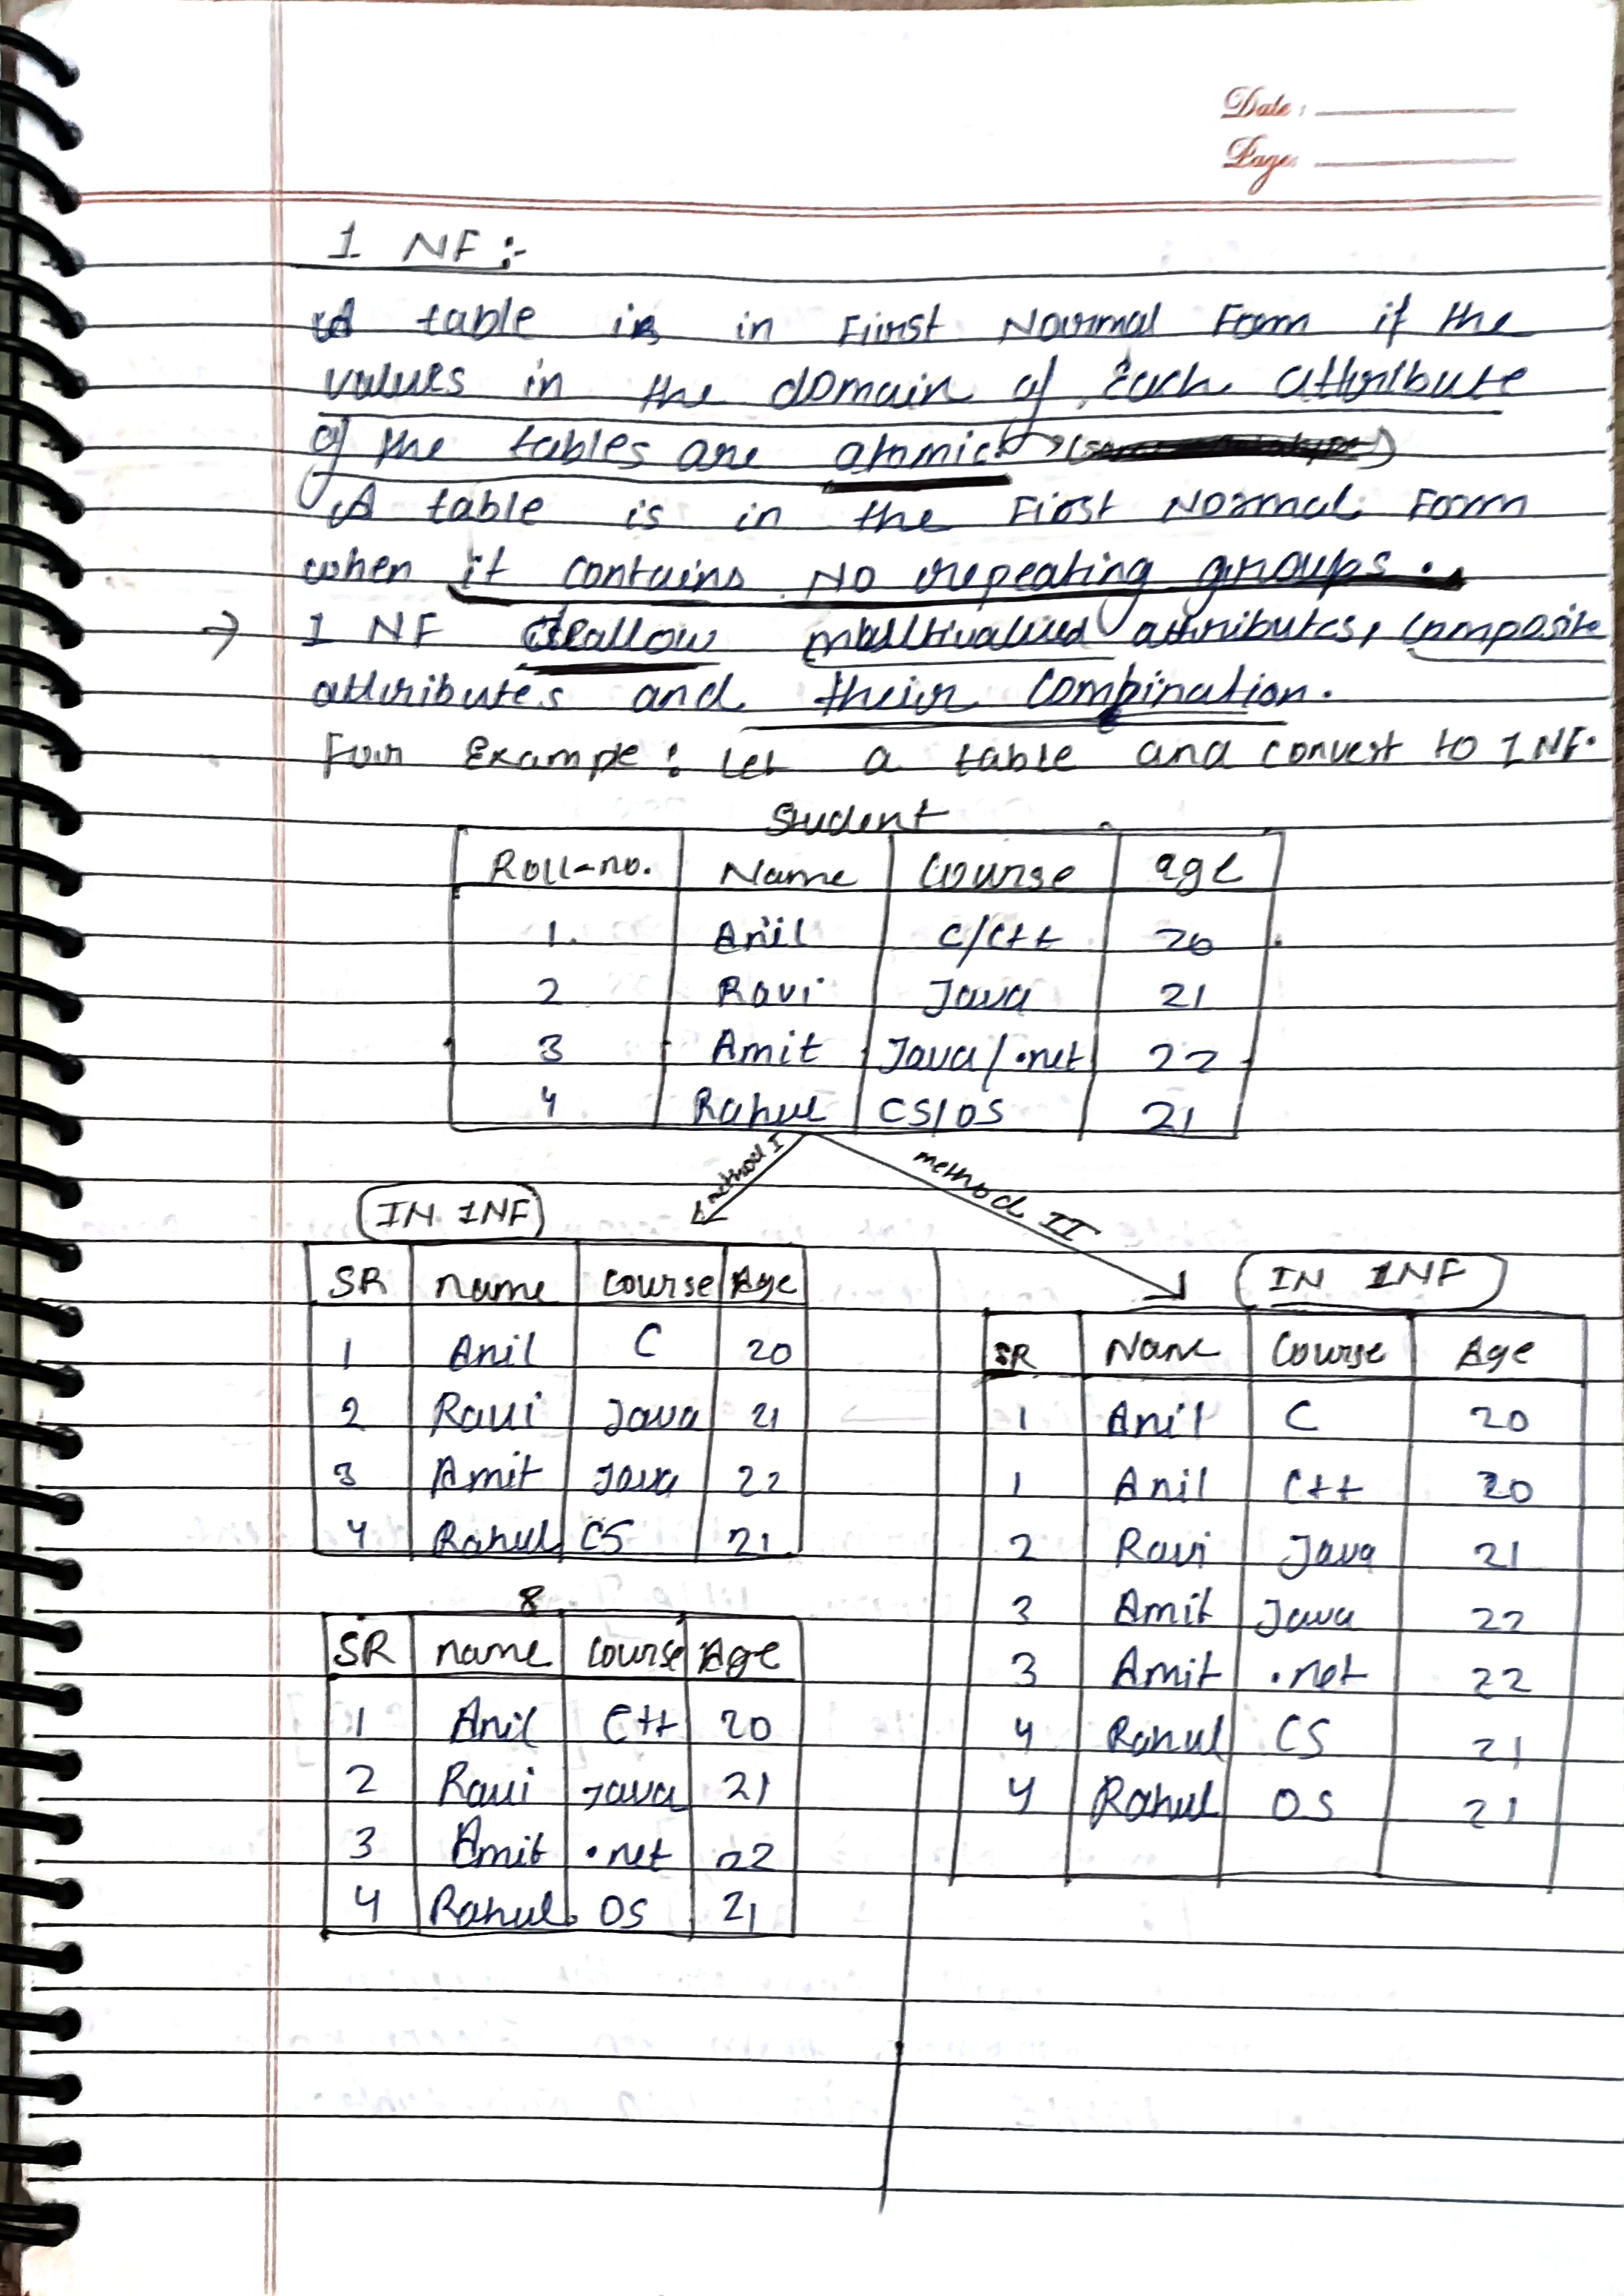 Date :
Page:
1 NF :-
A table is in First Normal Form if the
values in the domain of Each attribute
of the tables are atomic
A table is in the First Normal Form
when it contains NO repeating groups.
→ 1 NF disallow multivalued attributes, composite
attributes and their combination.
For Example : Let a table and convert to 1 NF.
Student
Roll-no. Name Course age
1. Anil C/C++ 20
2 Ravi Java 21
3 Amit Java/.net 22
4 Rahul CS/OS 21
method I method II
IN 1NF
SR name course Age
1 Anil C 20
2 Ravi Java 21
3 Amit Java 22
4 Rahul CS 21
8
SR name course Age
1 Anil C++ 20
2 Ravi Java 21
3 Amit .net 22
4 Rahul OS 21
IN 1NF
SR Name Course Age
1 Anil C 20
1 Anil C++ 20
2 Ravi Java 21
3 Amit Java 22
3 Amit .net 22
4 Rahul CS 21
4 Rahul OS 21